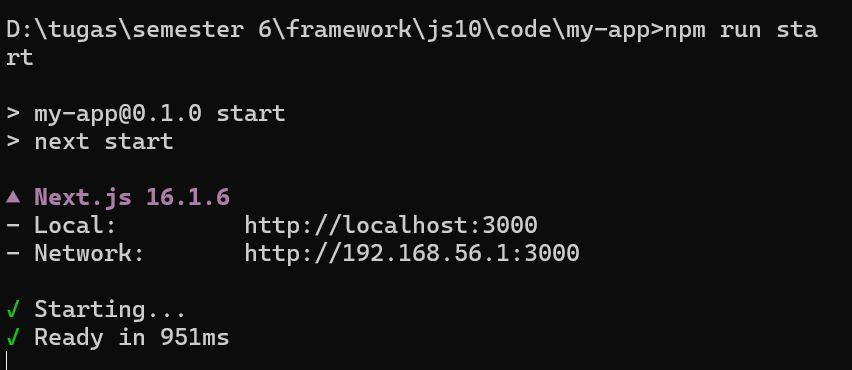 D:\tugas\semester 6\framework\js10\code\my-app>npm run sta
rt
> my-app@0.1.0 start
> next start
▲ Next.js 16.1.6
- Local:         http://localhost:3000
- Network:       http://192.168.56.1:3000
✓ Starting...
✓ Ready in 951ms